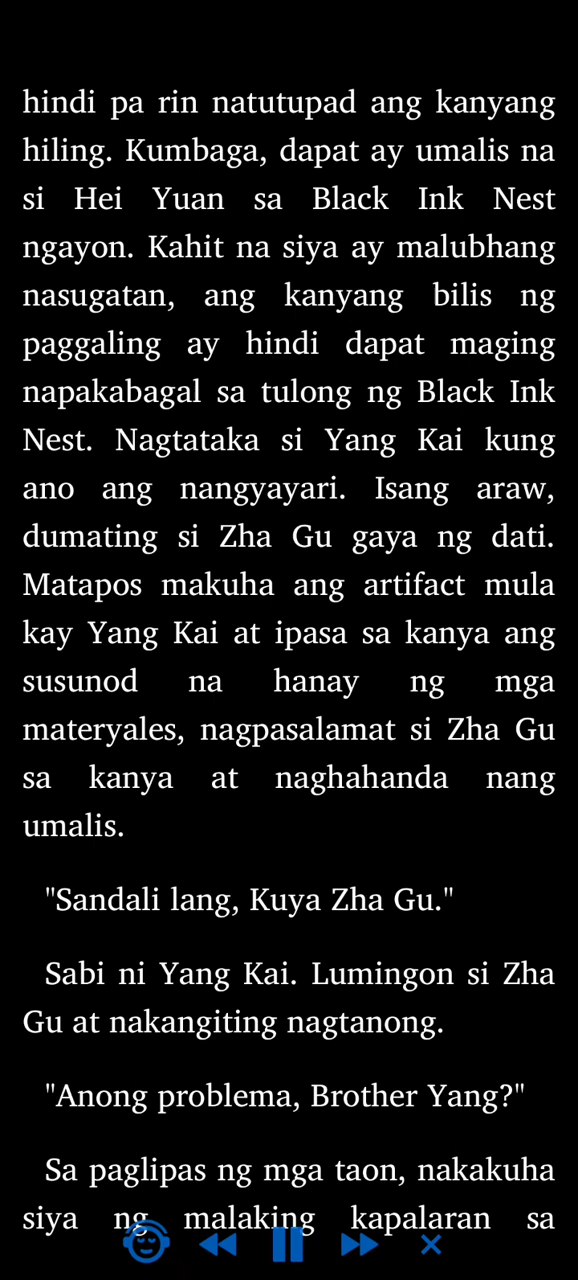 hindi pa rin natutupad ang kanyang
hiling. Kumbaga, dapat ay umalis na
si Hei Yuan sa Black Ink Nest
ngayon. Kahit na siya ay malubhang
nasugatan, ang kanyang bilis ng
paggaling ay hindi dapat maging
napakabagal sa tulong ng Black Ink
Nest. Nagtataka si Yang Kai kung
ano ang nangyayari. Isang araw,
dumating si Zha Gu gaya ng dati.
Matapos makuha ang artifact mula
kay Yang Kai at ipasa sa kanya ang
susunod na hanay ng mga
materyales, nagpasalamat si Zha Gu
sa kanya at naghahanda nang
umalis.
"Sandali lang, Kuya Zha Gu."
Sabi ni Yang Kai. Lumingon si Zha
Gu at nakangiting nagtanong.
"Anong problema, Brother Yang?"
Sa paglipas ng mga taon, nakakuha
siya ng malaking kapalaran sa